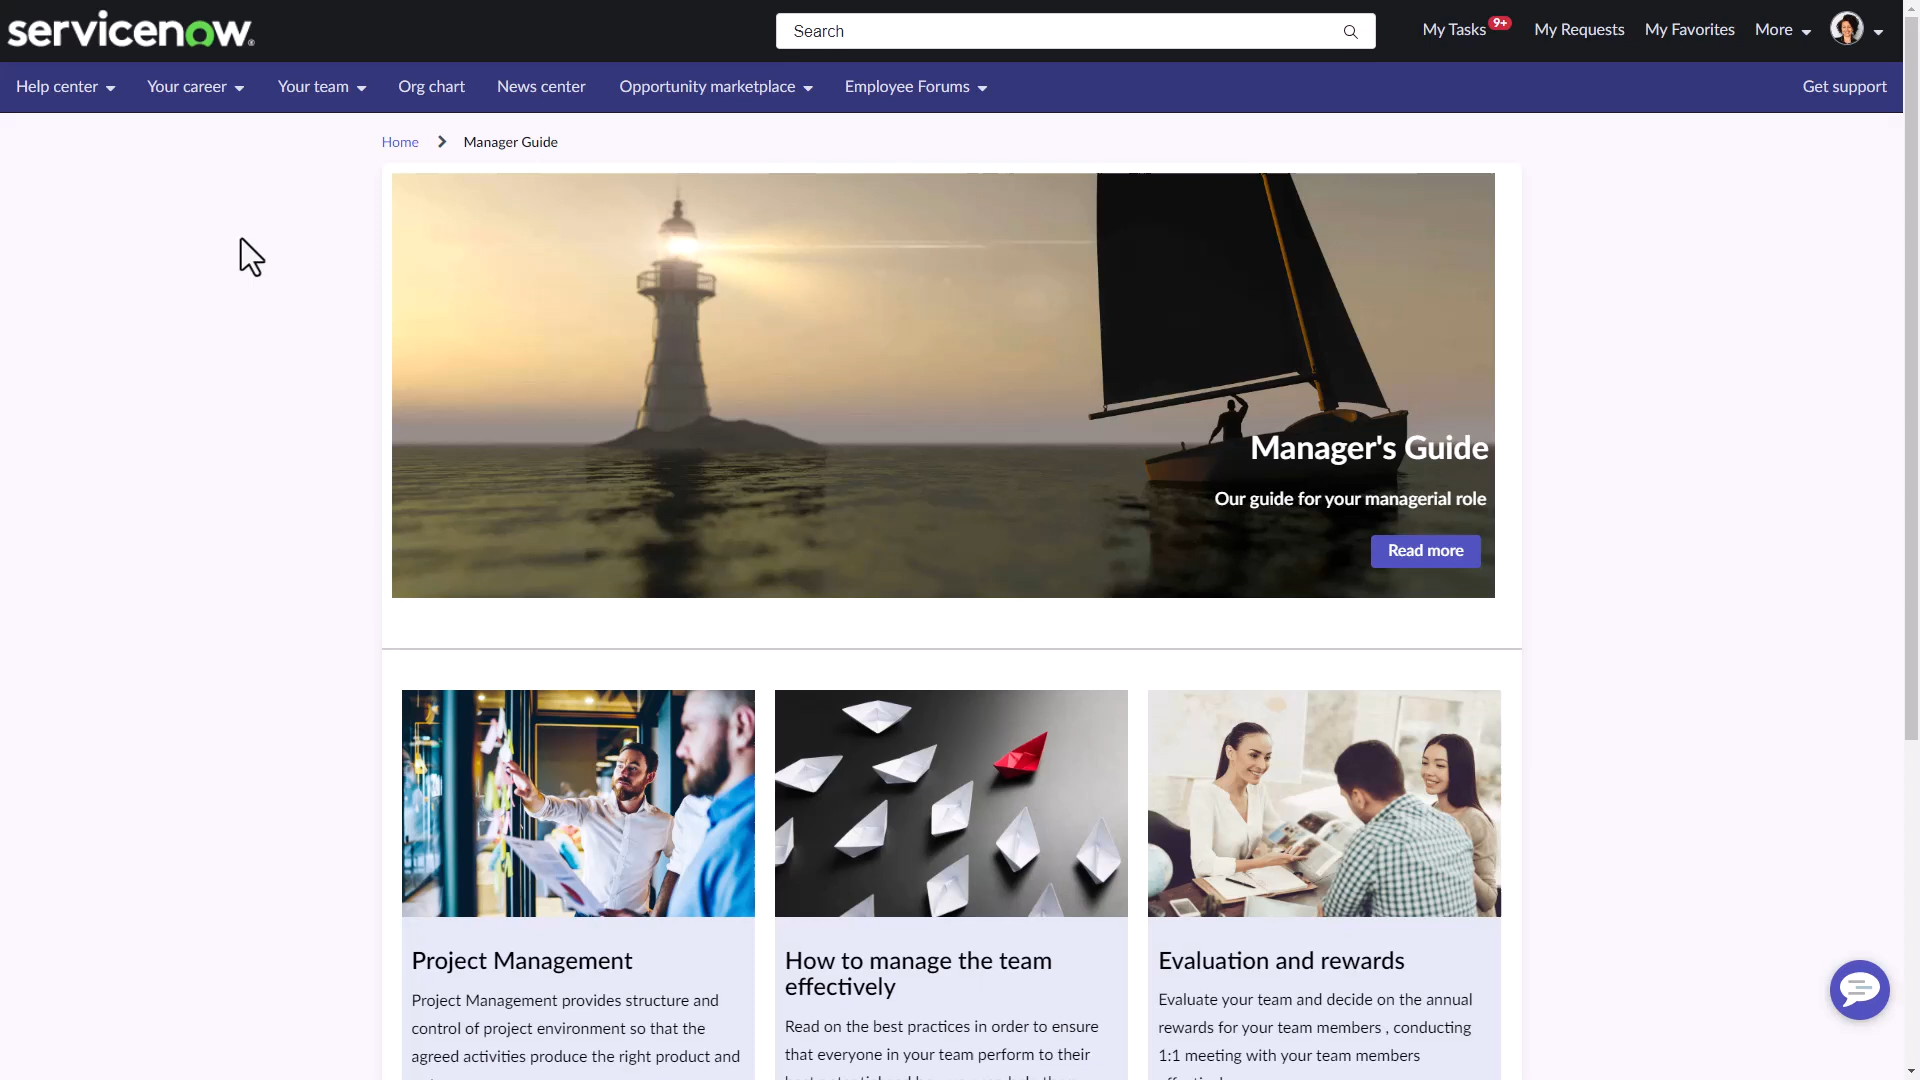 servicenow
Search
My Tasks 9+
My Requests
My Favorites
More
Help center
Your career
Your team
Org chart
News center
Opportunity marketplace
Employee Forums
Get support
Home
Manager Guide
Manager's Guide
Our guide for your managerial role
Read more
Project Management
Project Management provides structure and
control of project environment so that the
agreed activities produce the right product and
How to manage the team
effectively
Read on the best practices in order to ensure
that everyone in your team perform to their
Evaluation and rewards
Evaluate your team and decide on the annual
rewards for your team members , conducting
1:1 meeting with your team members